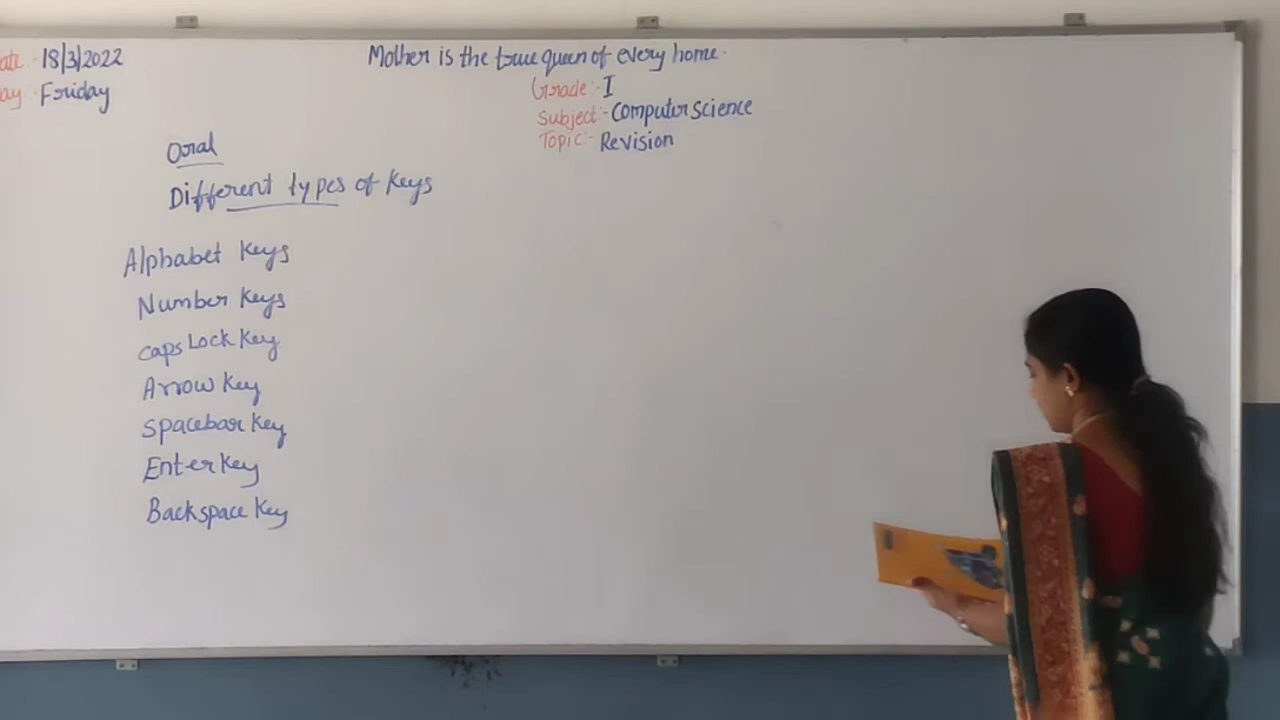 ate:- 18/3/2022
ay:- Friday
Mother is the true queen of every home.
Grade:- I
Subject:- Computer science
Topic:- Revision
Oral
Different types of Keys
Alphabet Keys
Number Keys
Caps Lock Key
Arrow Key
Spacebar Key
Enter Key
Backspace Key